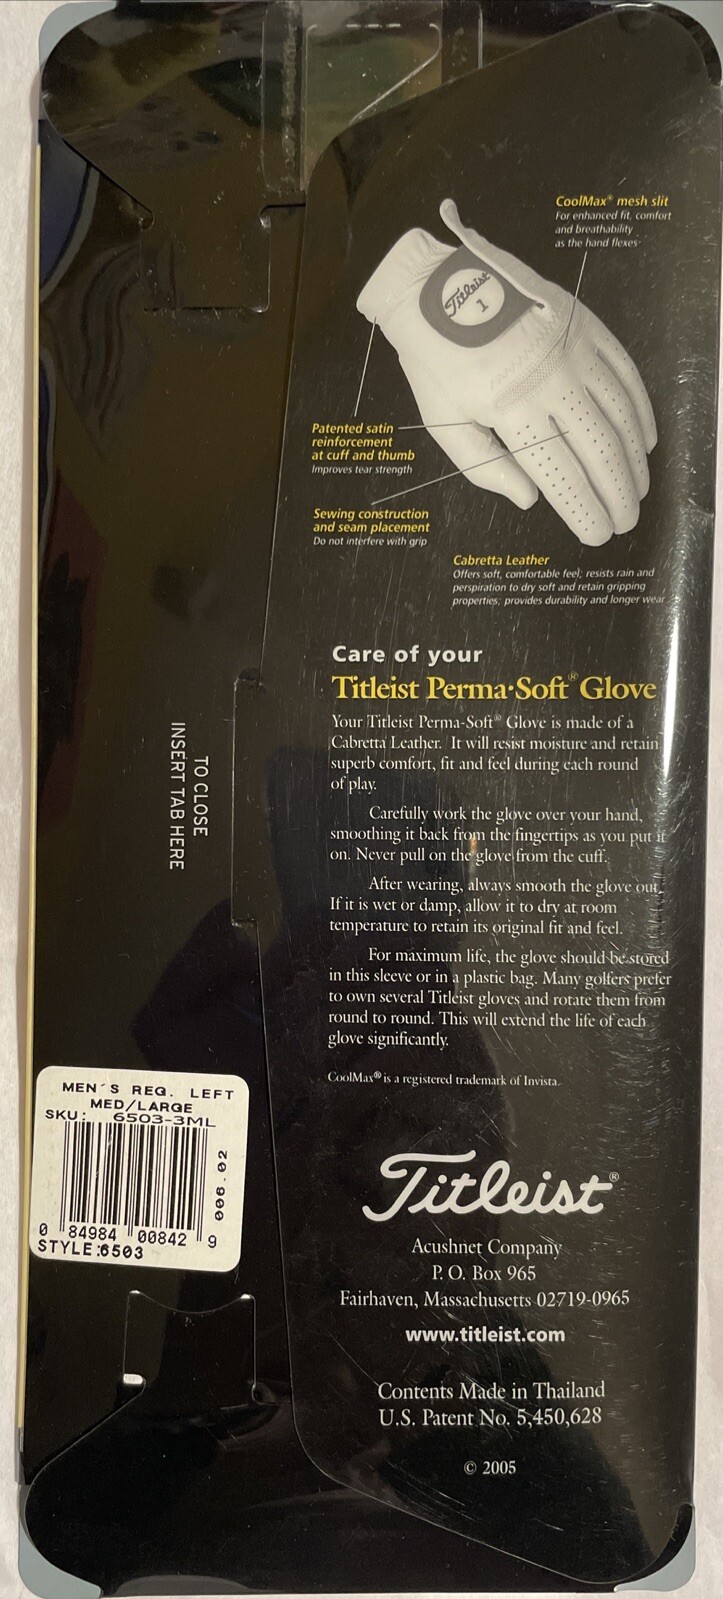 CoolMax® mesh slit
For enhanced fit, comfort
and breathability
as the hand flexes
Titleist
1
Patented satin
reinforcement
at cuff and thumb
Improves tear strength
Sewing construction
and seam placement
Do not interfere with grip
Cabretta Leather
Offers soft, comfortable feel; resists rain and
perspiration to dry soft and retain gripping
properties; provides durability and longer wear
Care of your
Titleist Perma•Soft® Glove
Your Titleist Perma-Soft® Glove is made of a
Cabretta Leather. It will resist moisture and retain
superb comfort, fit and feel during each round
of play.
Carefully work the glove over your hand,
smoothing it back from the fingertips as you put it
on. Never pull on the glove from the cuff.
After wearing, always smooth the glove out.
If it is wet or damp, allow it to dry at room
temperature to retain its original fit and feel.
For maximum life, the glove should be stored
in this sleeve or in a plastic bag. Many golfers prefer
to own several Titleist gloves and rotate them from
round to round. This will extend the life of each
glove significantly.
CoolMax® is a registered trademark of Invista.
TO CLOSE
INSERT TAB HERE
MEN'S REG. LEFT
MED/LARGE
SKU: 6503-3ML
006.02
0 84984 00842 9
STYLE:6503
Titleist®
Acushnet Company
P. O. Box 965
Fairhaven, Massachusetts 02719-0965
www.titleist.com
Contents Made in Thailand
U.S. Patent No. 5,450,628
© 2005